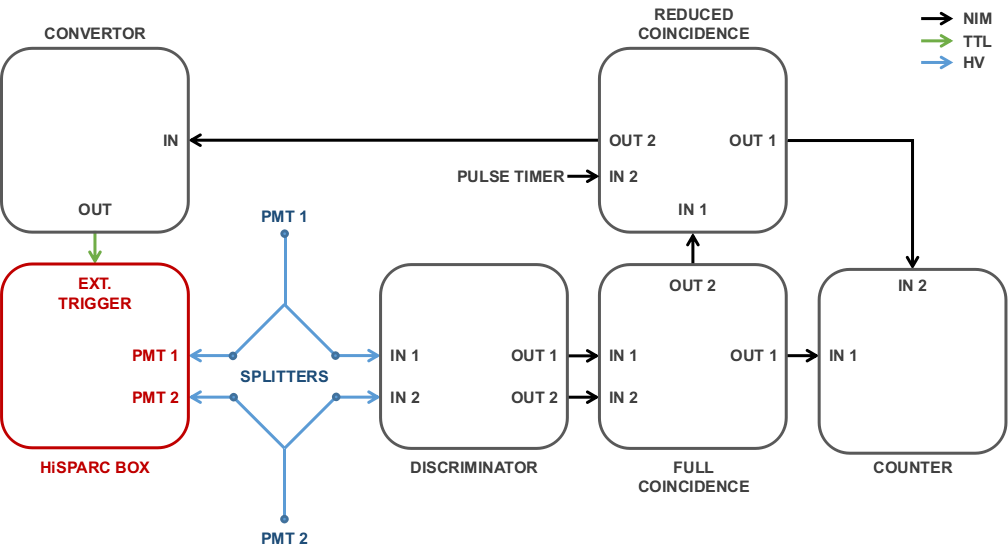 REDUCED
COINCIDENCE
CONVERTOR
NIM
TTL
HV
IN
OUT
OUT 2
OUT 1
PULSE TIMER
IN 2
IN 1
PMT 1
EXT.
TRIGGER
PMT 1
PMT 2
SPLITTERS
IN 1
IN 2
OUT 1
OUT 2
OUT 2
IN 1
IN 2
OUT 1
IN 2
IN 1
HiSPARC BOX
DISCRIMINATOR
FULL
COINCIDENCE
COUNTER
PMT 2